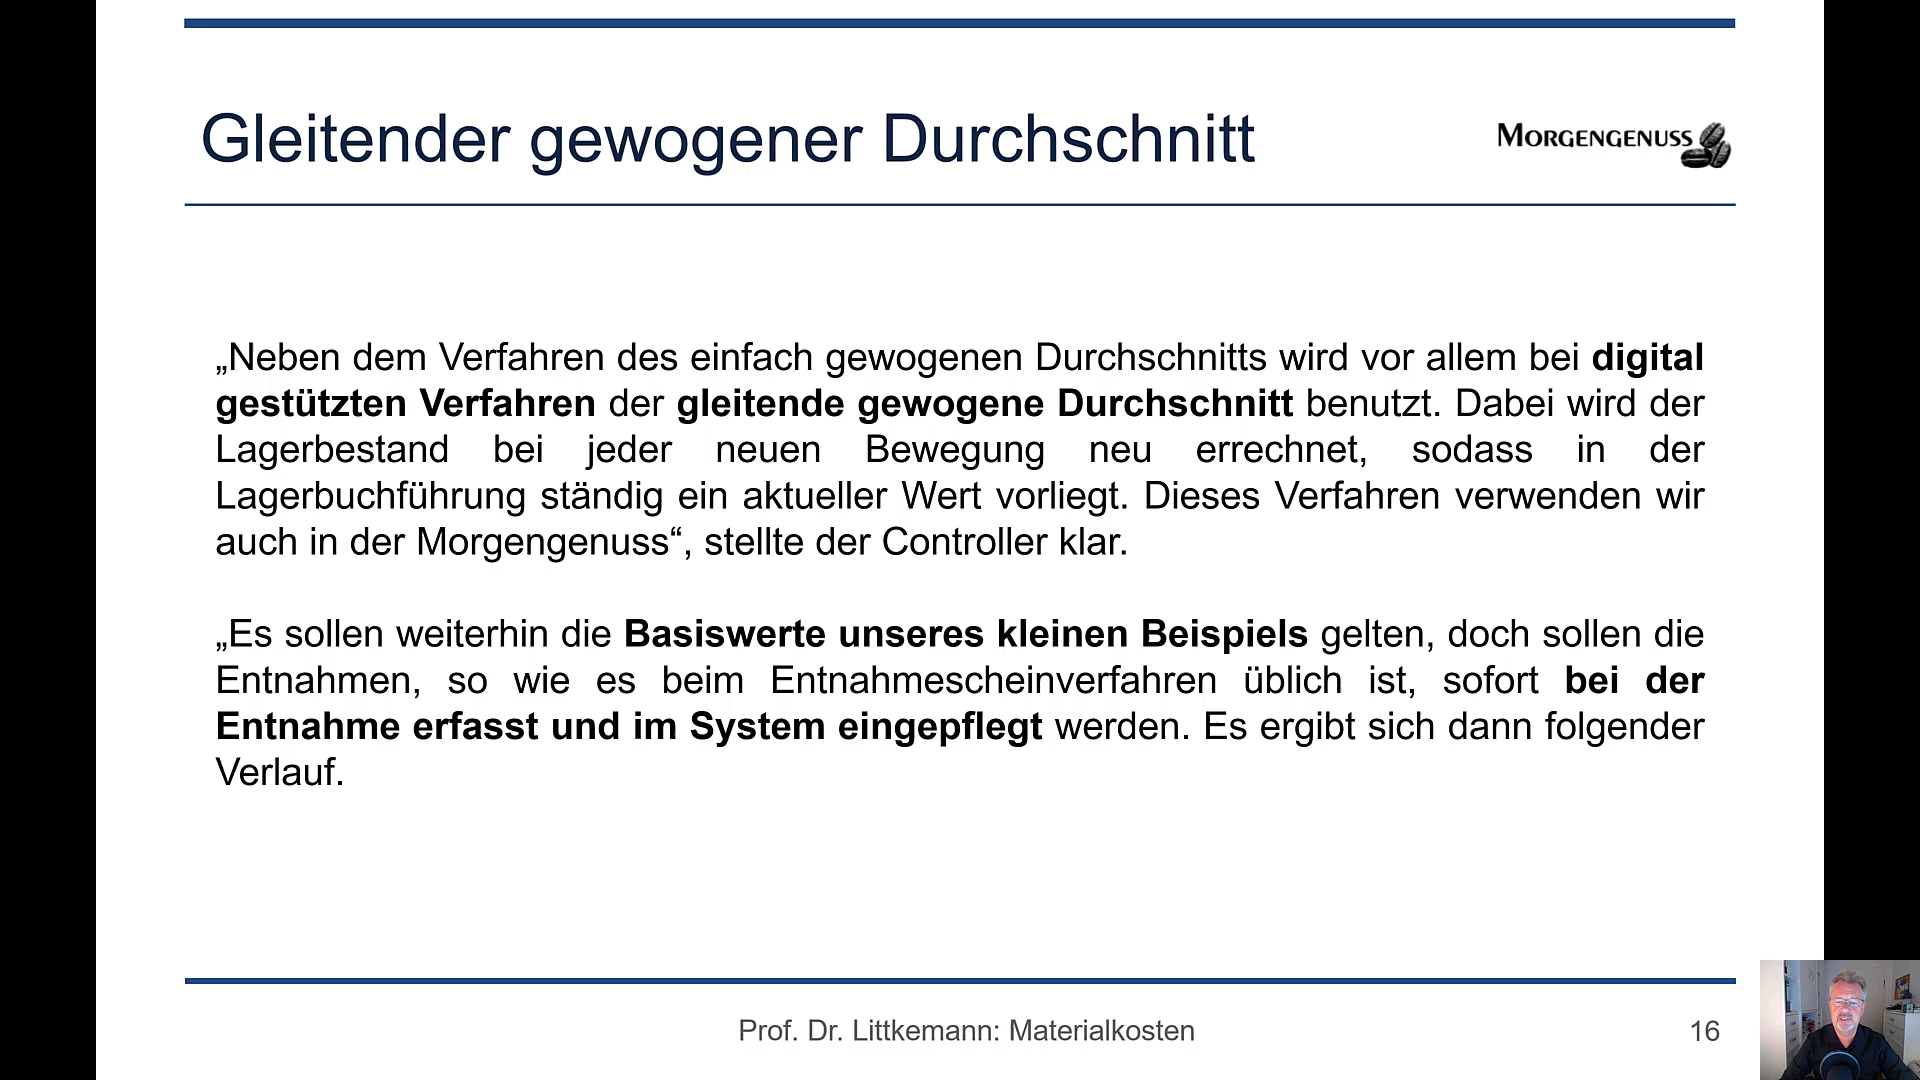 Gleitender gewogener Durchschnitt
MORGENGENUSS
„Neben dem Verfahren des einfach gewogenen Durchschnitts wird vor allem bei digital
gestützten Verfahren der gleitende gewogene Durchschnitt benutzt. Dabei wird der
Lagerbestand bei jeder neuen Bewegung neu errechnet, sodass in der
Lagerbuchführung ständig ein aktueller Wert vorliegt. Dieses Verfahren verwenden wir
auch in der Morgengenuss“, stellte der Controller klar.
„Es sollen weiterhin die Basiswerte unseres kleinen Beispiels gelten, doch sollen die
Entnahmen, so wie es beim Entnahmescheinverfahren üblich ist, sofort bei der
Entnahme erfasst und im System eingepflegt werden. Es ergibt sich dann folgender
Verlauf.
Prof. Dr. Littkemann: Materialkosten
16